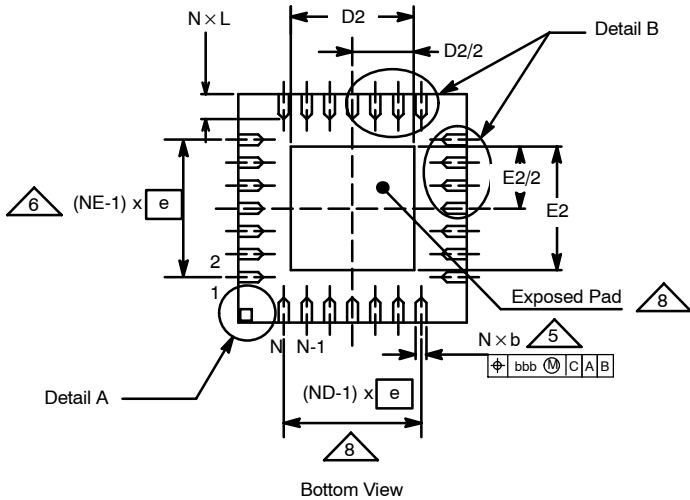 D2
N × L
D2/2
Detail B
E2/2
E2
6 (NE-1) x e
2
1
Exposed Pad 8
N N-1
N × b 5
⌖ bbb Ⓜ C A B
(ND-1) x e
Detail A
8
Bottom View